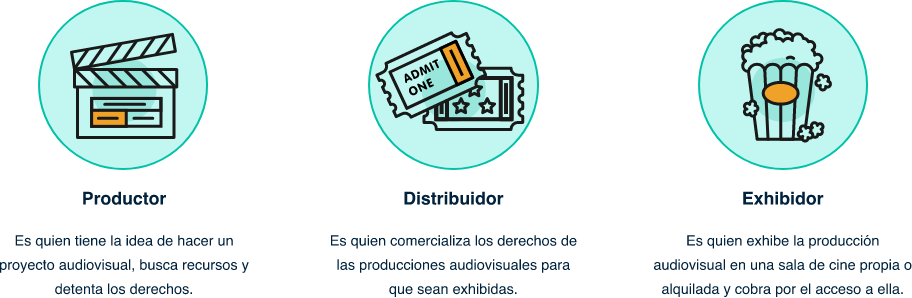 ADMIT
ONE
Productor
Es quien tiene la idea de hacer un
proyecto audiovisual, busca recursos y
detenta los derechos.
Distribuidor
Es quien comercializa los derechos de
las producciones audiovisuales para
que sean exhibidas.
Exhibidor
Es quien exhibe la producción
audiovisual en una sala de cine propia o
alquilada y cobra por el acceso a ella.